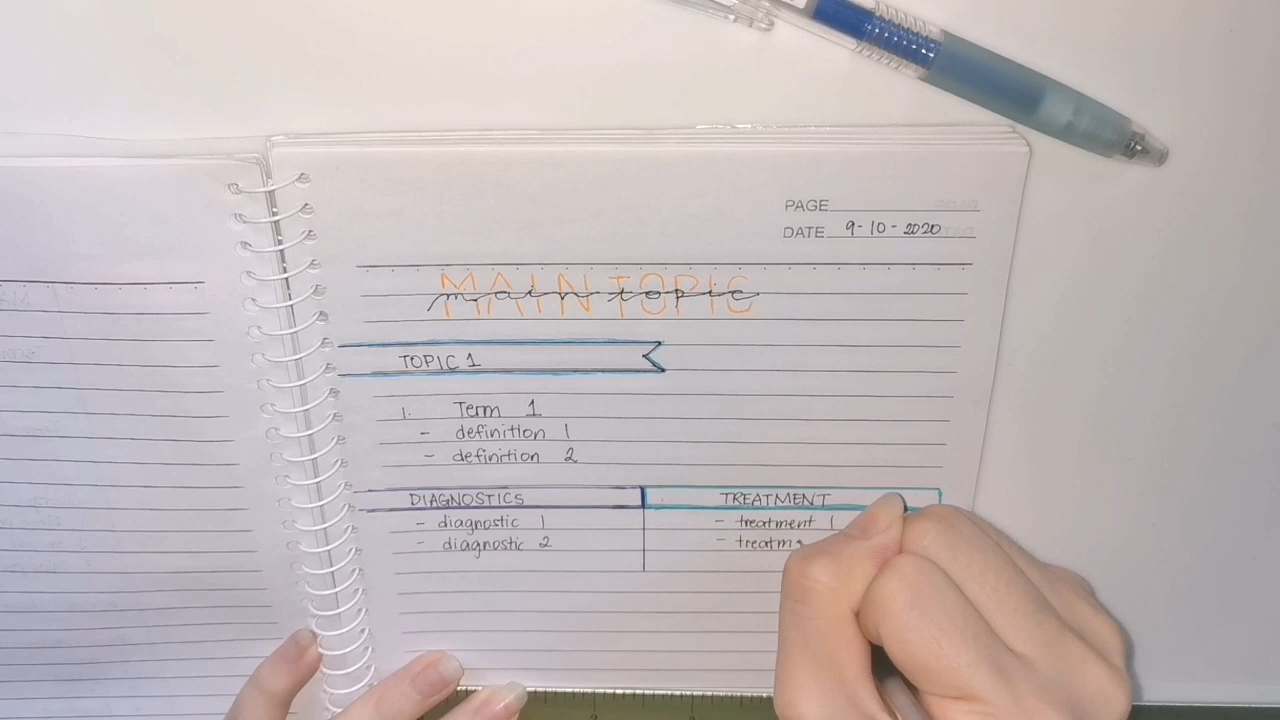 PAGE
DATE 9-10-2020
MAIN TOPIC
main topic
TOPIC 1
1. Term 1
- definition 1
- definition 2
DIAGNOSTICS TREATMENT
- diagnostic 1 - treatment 1
- diagnostic 2 - treatm